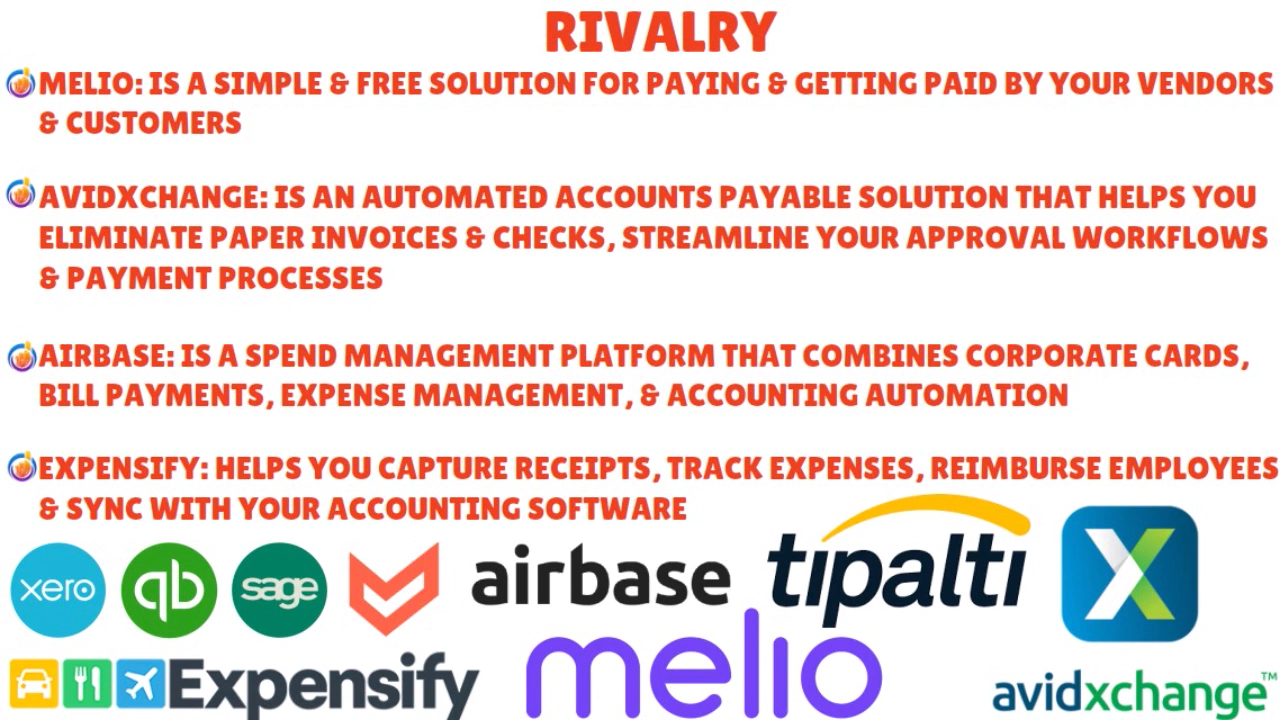 RIVALRY
MELIO: IS A SIMPLE & FREE SOLUTION FOR PAYING & GETTING PAID BY YOUR VENDORS
& CUSTOMERS
AVIDXCHANGE: IS AN AUTOMATED ACCOUNTS PAYABLE SOLUTION THAT HELPS YOU
ELIMINATE PAPER INVOICES & CHECKS, STREAMLINE YOUR APPROVAL WORKFLOWS
& PAYMENT PROCESSES
AIRBASE: IS A SPEND MANAGEMENT PLATFORM THAT COMBINES CORPORATE CARDS,
BILL PAYMENTS, EXPENSE MANAGEMENT, & ACCOUNTING AUTOMATION
EXPENSIFY: HELPS YOU CAPTURE RECEIPTS, TRACK EXPENSES, REIMBURSE EMPLOYEES
& SYNC WITH YOUR ACCOUNTING SOFTWARE
xero qb sage airbase tipalti X
Expensify melio avidxchange™